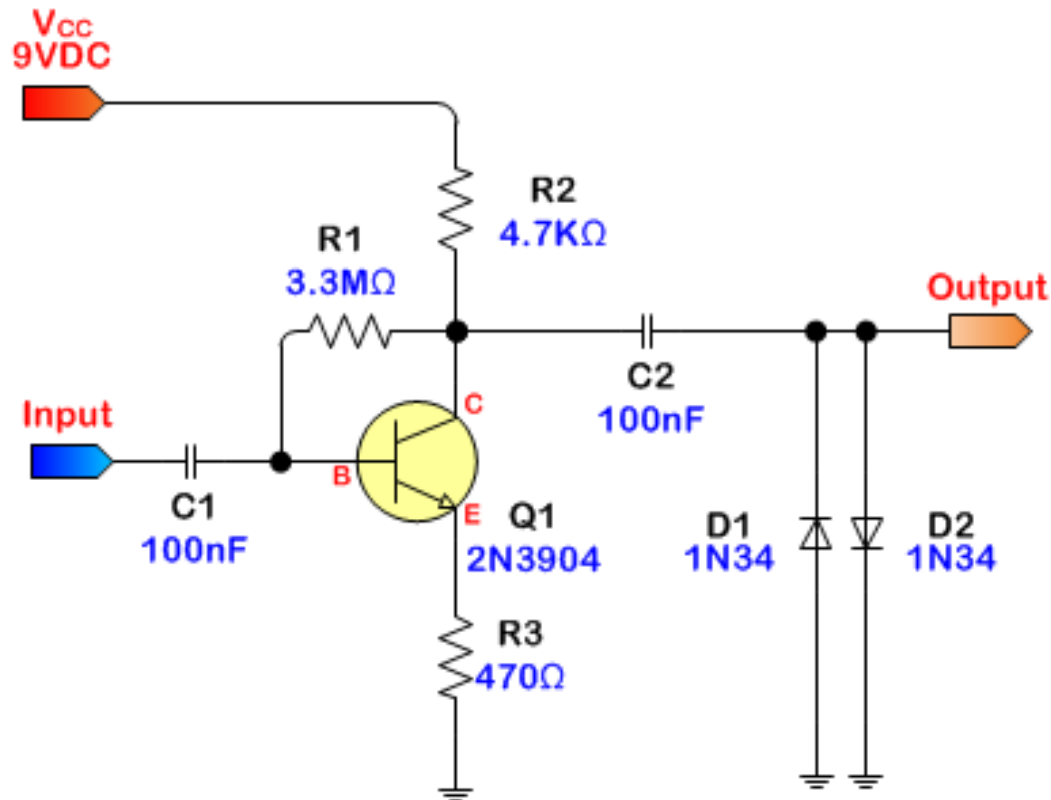 VCC
9VDC
R2
4.7KΩ
R1
3.3MΩ
Output
C2
100nF
Input
C
B
E
C1
100nF
Q1
2N3904
D1
1N34
D2
1N34
R3
470Ω